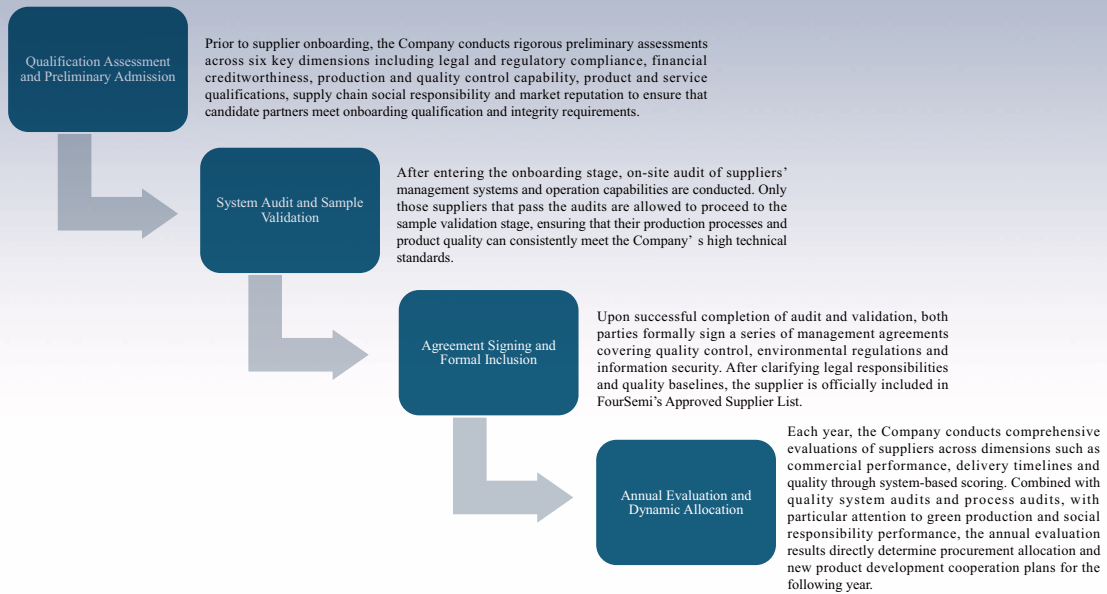 Qualification Assessment
and Preliminary Admission
Prior to supplier onboarding, the Company conducts rigorous preliminary assessments
across six key dimensions including legal and regulatory compliance, financial
creditworthiness, production and quality control capability, product and service
qualifications, supply chain social responsibility and market reputation to ensure that
candidate partners meet onboarding qualification and integrity requirements.
System Audit and Sample
Validation
After entering the onboarding stage, on-site audit of suppliers’
management systems and operation capabilities are conducted. Only
those suppliers that pass the audits are allowed to proceed to the
sample validation stage, ensuring that their production processes and
product quality can consistently meet the Company’ s high technical
standards.
Agreement Signing and
Formal Inclusion
Upon successful completion of audit and validation, both
parties formally sign a series of management agreements
covering quality control, environmental regulations and
information security. After clarifying legal responsibilities
and quality baselines, the supplier is officially included in
FourSemi’s Approved Supplier List.
Annual Evaluation and
Dynamic Allocation
Each year, the Company conducts comprehensive
evaluations of suppliers across dimensions such as
commercial performance, delivery timelines and
quality through system-based scoring. Combined with
quality system audits and process audits, with
particular attention to green production and social
responsibility performance, the annual evaluation
results directly determine procurement allocation and
new product development cooperation plans for the
following year.